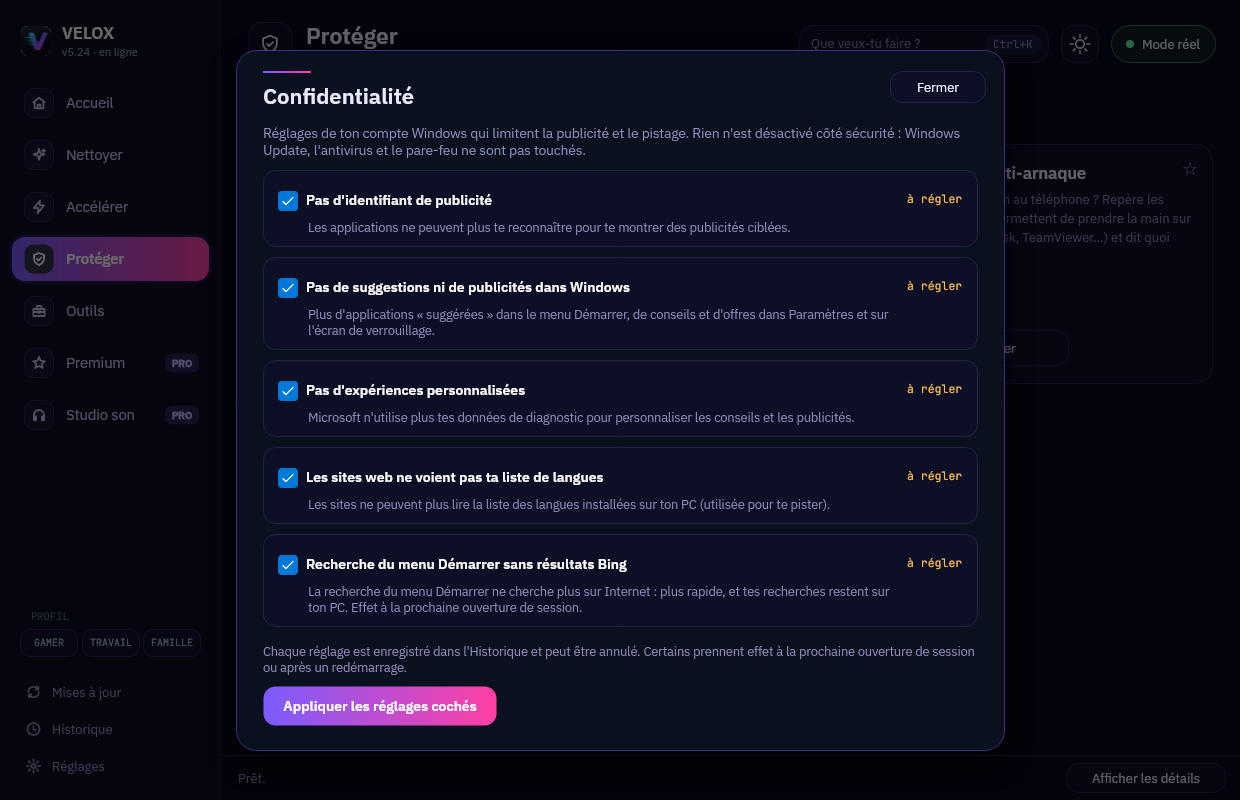 VELOX
v5.24 · en ligne
Accueil
Nettoyer
Accélérer
Protéger
Outils
Premium PRO
Studio son PRO
PROFIL
GAMER TRAVAIL FAMILLE
Mises à jour
Historique
Réglages
Protéger
Que veux-tu faire ? Ctrl+K
Mode réel
Confidentialité
Fermer
Réglages de ton compte Windows qui limitent la publicité et le pistage. Rien n'est désactivé côté sécurité : Windows
Update, l'antivirus et le pare-feu ne sont pas touchés.
Pas d'identifiant de publicité à régler
Les applications ne peuvent plus te reconnaître pour te montrer des publicités ciblées.
Pas de suggestions ni de publicités dans Windows à régler
Plus d'applications « suggérées » dans le menu Démarrer, de conseils et d'offres dans Paramètres et sur
l'écran de verrouillage.
Pas d'expériences personnalisées à régler
Microsoft n'utilise plus tes données de diagnostic pour personnaliser les conseils et les publicités.
Les sites web ne voient pas ta liste de langues à régler
Les sites ne peuvent plus lire la liste des langues installées sur ton PC (utilisée pour te pister).
Recherche du menu Démarrer sans résultats Bing à régler
La recherche du menu Démarrer ne cherche plus sur Internet : plus rapide, et tes recherches restent sur
ton PC. Effet à la prochaine ouverture de session.
Chaque réglage est enregistré dans l'Historique et peut être annulé. Certains prennent effet à la prochaine ouverture de session
ou après un redémarrage.
Appliquer les réglages cochés
ti-arnaque
au téléphone ? Repère les
de prendre la main sur
TeamViewer...) et dit quoi
Prêt.
Afficher les détails